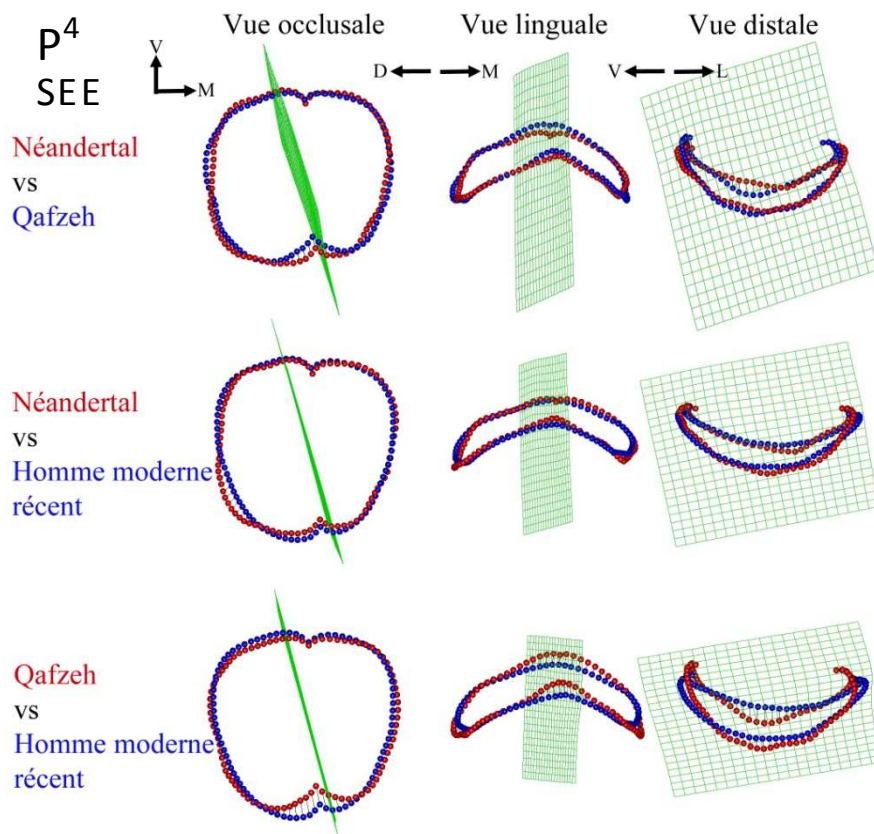 P⁴
SEE
Vue occlusale
Vue linguale
Vue distale
V
M
D
M
V
L
Néandertal
vs
Qafzeh
Néandertal
vs
Homme moderne
récent
Qafzeh
vs
Homme moderne
récent